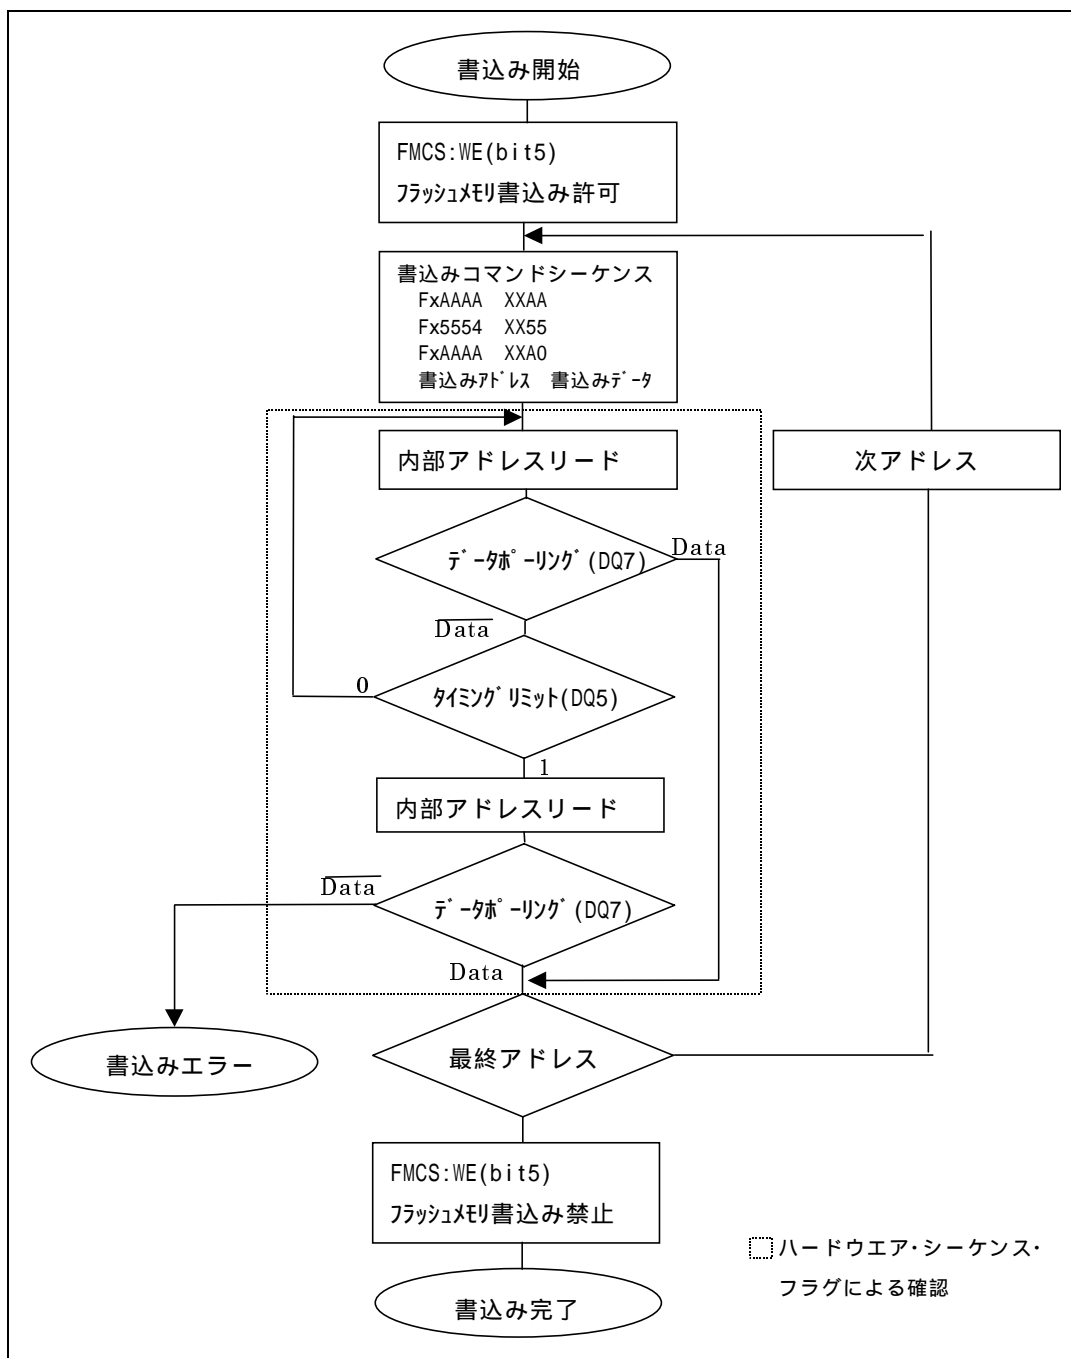 書込み開始
FMCS:WE(bit5)
フラッシュメモリ書込み許可
書込みコマンドシーケンス
FxAAAA XXAA
Fx5554 XX55
FxAAAA XXA0
書込みアドレス 書込みデータ
内部アドレスリード
次アドレス
データポーリング(DQ7)
Data
Data
タイミングリミット(DQ5)
0
1
内部アドレスリード
データポーリング(DQ7)
Data
Data
最終アドレス
書込みエラー
FMCS:WE(bit5)
フラッシュメモリ書込み禁止
書込み完了
ハードウエア・シーケンス・
フラグによる確認